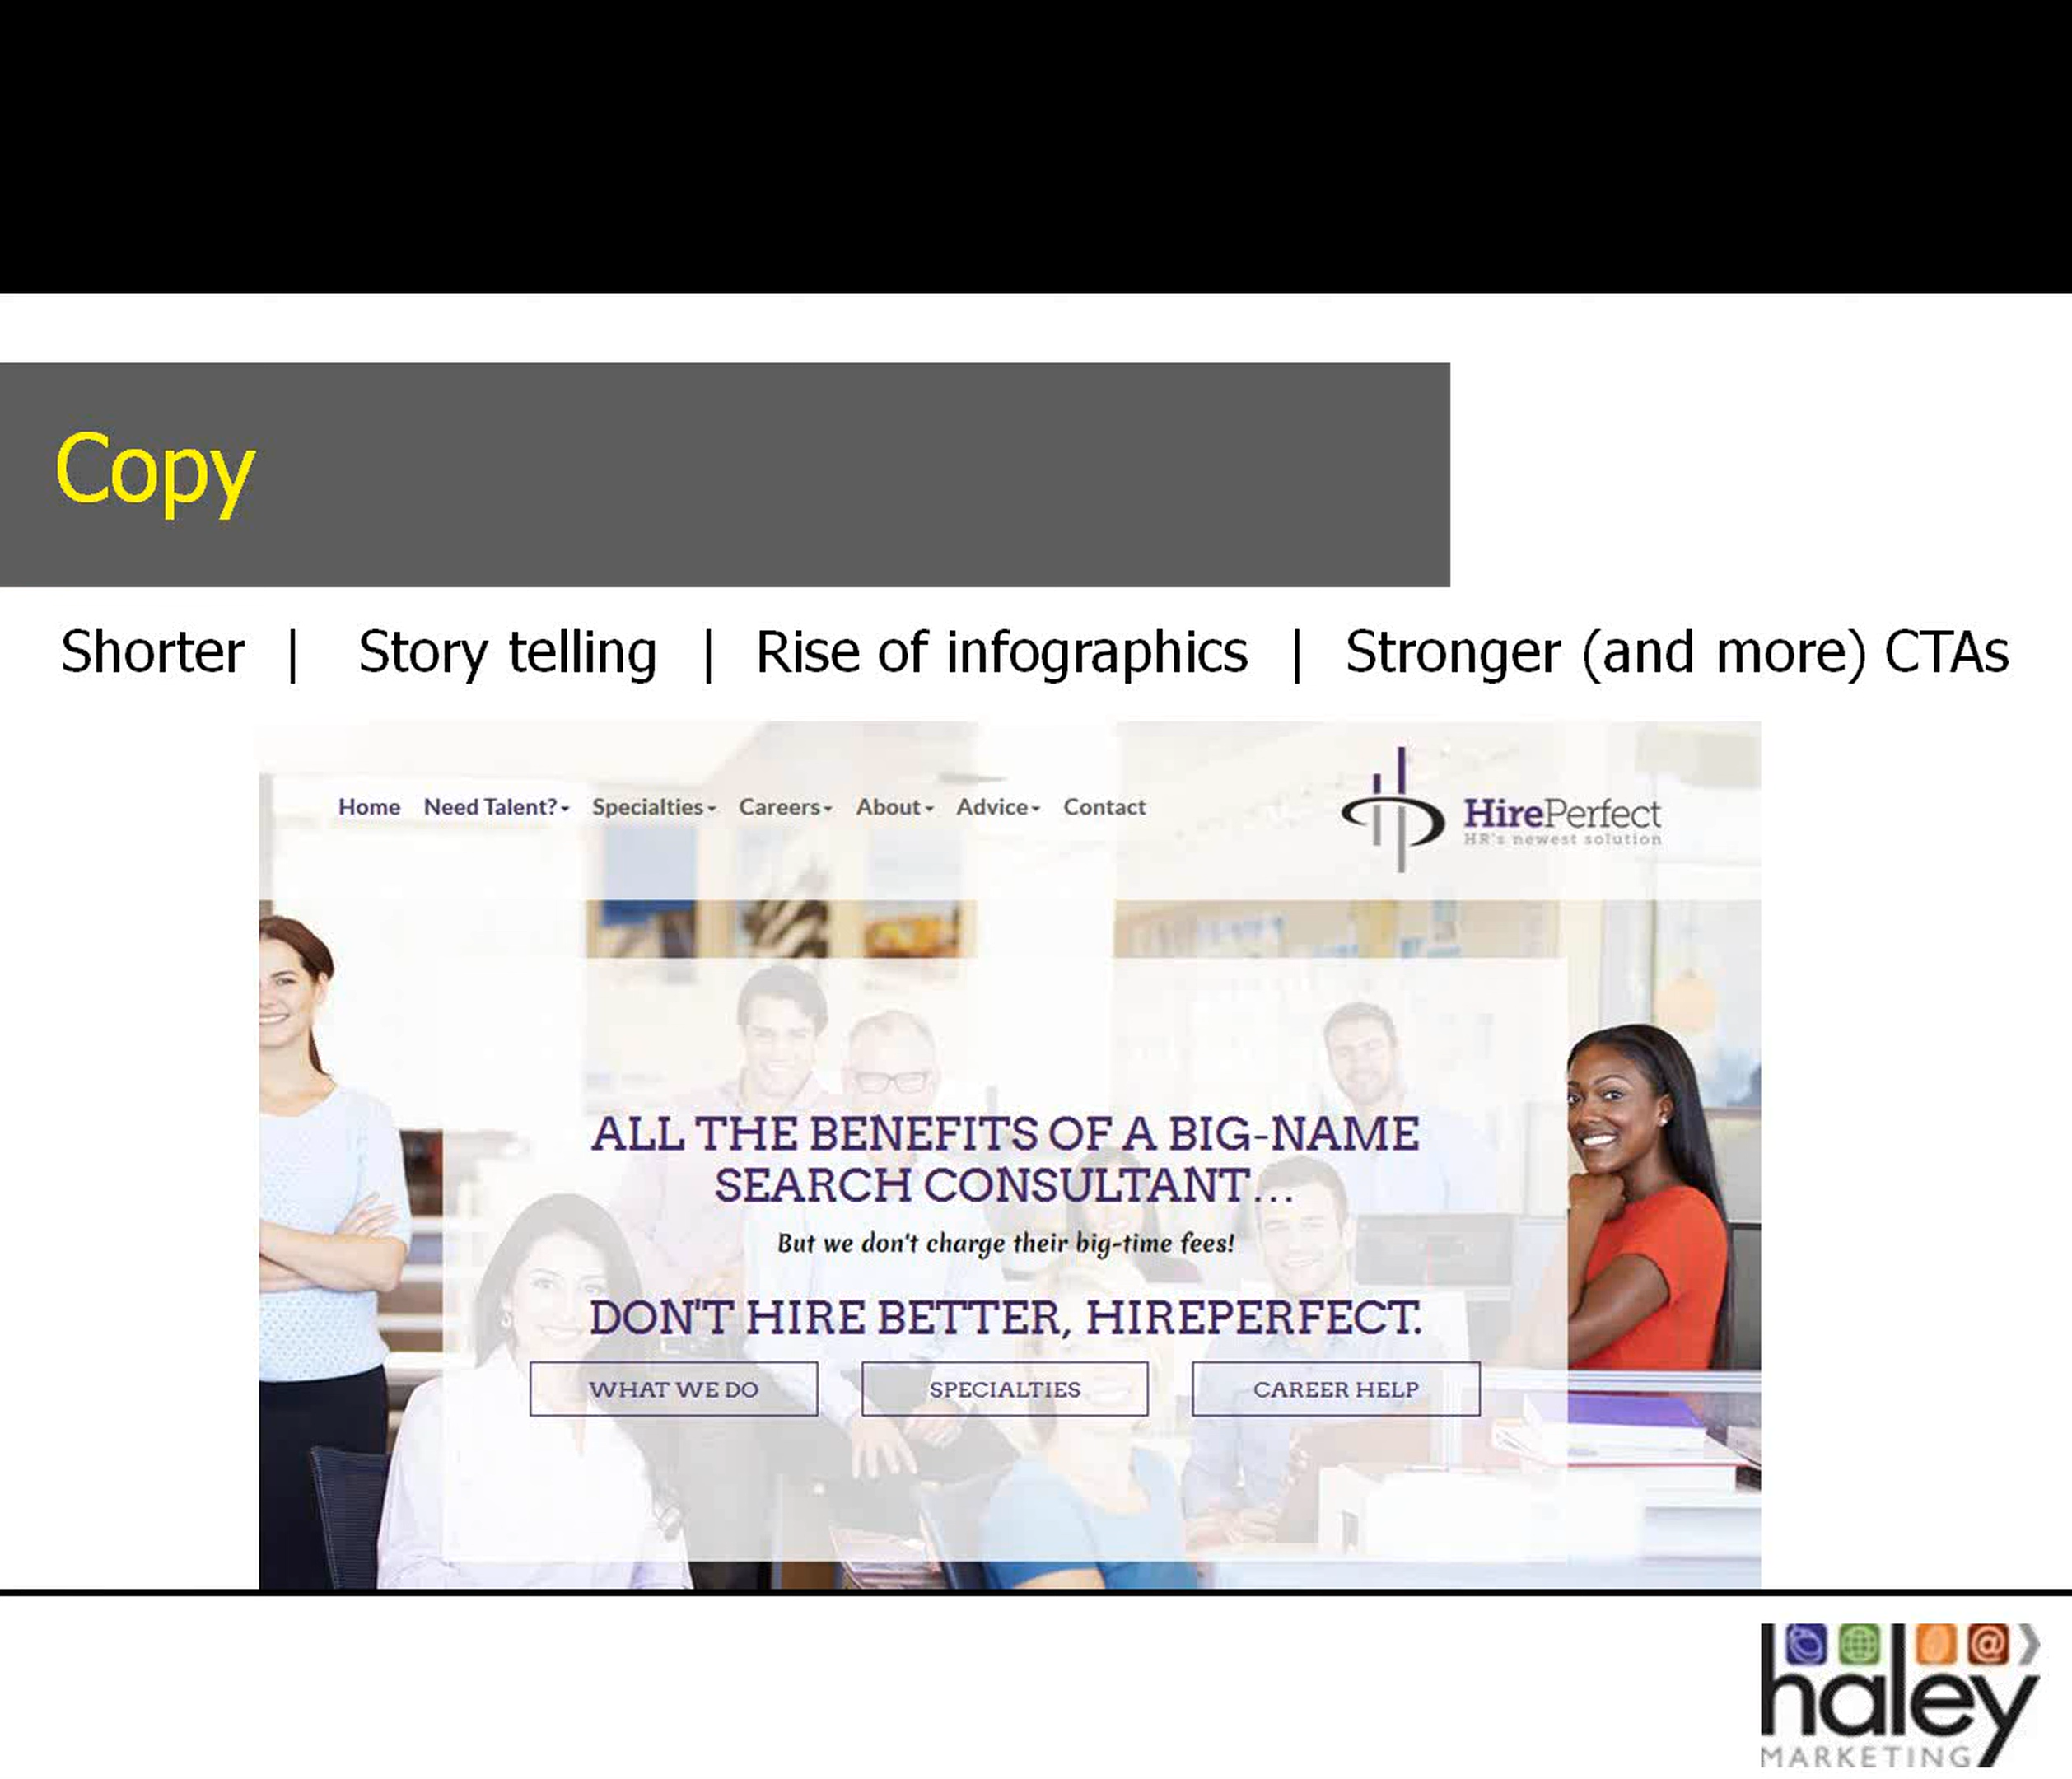 Copy
Shorter | Story telling | Rise of infographics | Stronger (and more) CTAs
Home Need Talent? Specialties Careers About Advice Contact
HirePerfect
HR's newest solution
ALL THE BENEFITS OF A BIG-NAME
SEARCH CONSULTANT...
But we don't charge their big-time fees!
DON'T HIRE BETTER, HIREPERFECT.
WHAT WE DO SPECIALTIES CAREER HELP
haley
MARKETING